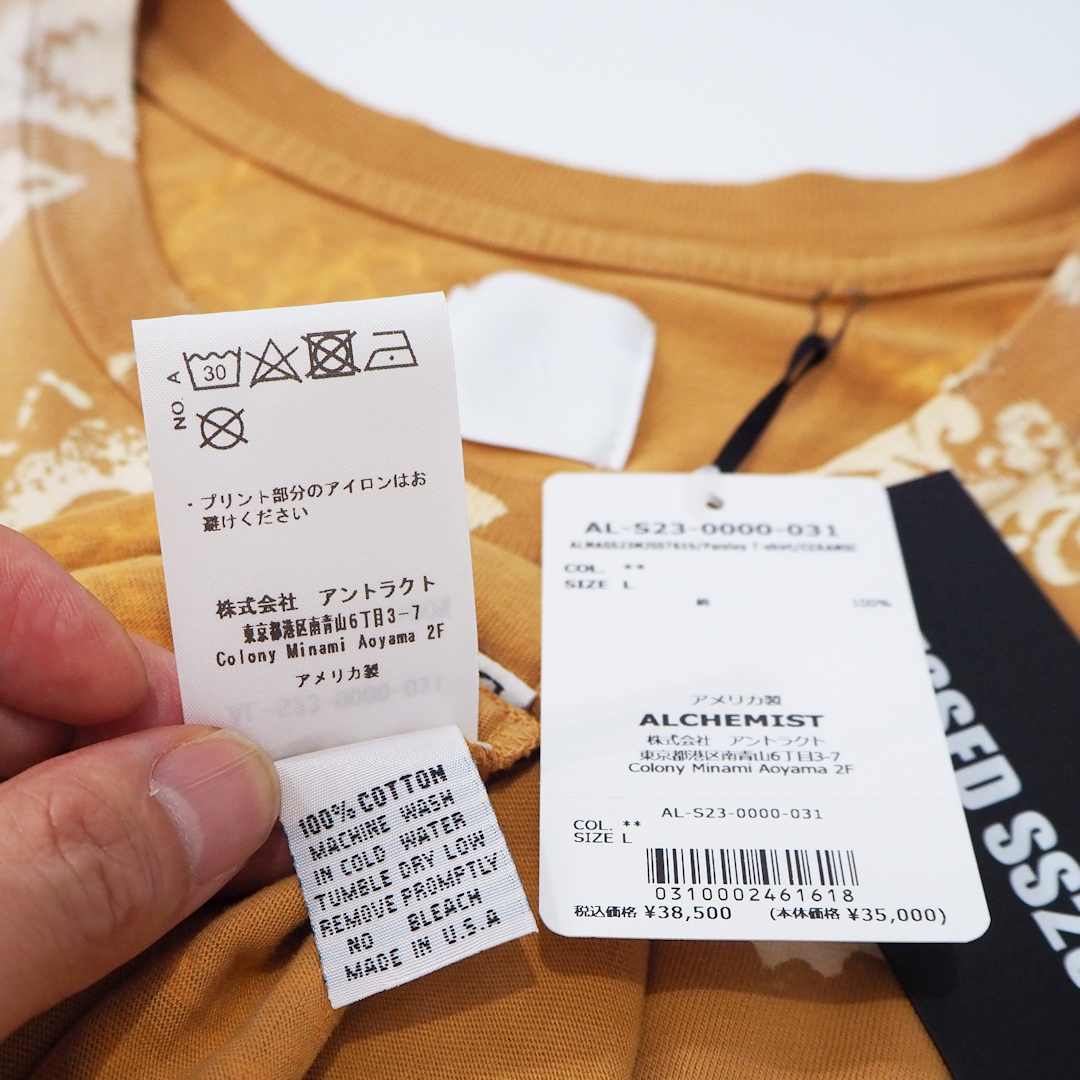 30
NO. A
・プリント部分のアイロンはお
避けください
株式会社 アントラクト
東京都港区南青山6丁目3-7
Colony Minami Aoyama 2F
アメリカ製
100% COTTON
MACHINE WASH
IN COLD WATER
TUMBLE DRY LOW
REMOVE PROMPTLY
NO BLEACH
MADE IN U.S.A
AL-S23-0000-031
Paisley T-shirt/CERAMIC
COL. **
SIZE L
綿 100%
アメリカ製
ALCHEMIST
株式会社 アントラクト
東京都港区南青山6丁目3-7
Colony Minami Aoyama 2F
AL-S23-0000-031
COL. **
SIZE L
0310002461618
税込価格 ¥38,500 (本体価格 ¥35,000)